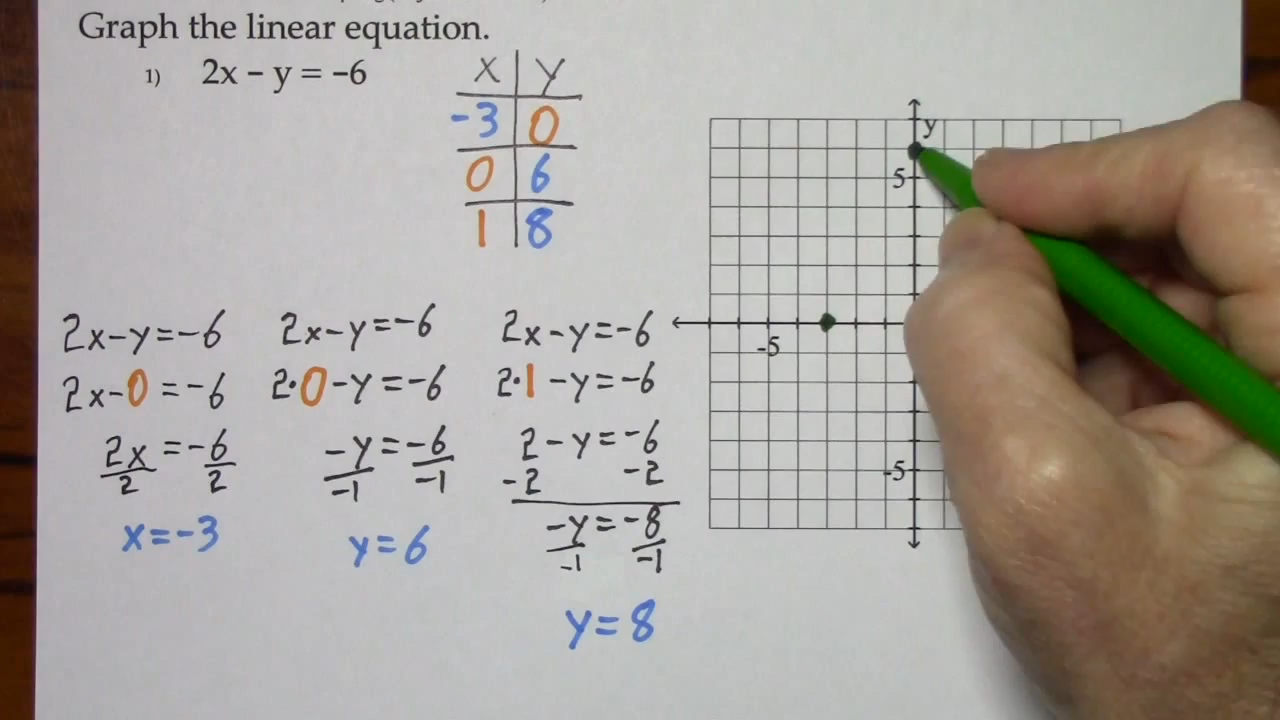 Graph the linear equation.
1) 2x – y = –6
X | Y
-3 | 0
0 | 6
1 | 8
2x-y=-6
2x-0=-6
2x/2=-6/2
x=-3
2x-y=-6
2·0-y=-6
-y/-1=-6/-1
y=6
2x-y=-6
2·1-y=-6
2-y=-6
-2 -2
-y/-1=-8/-1
y=8
y
5
-5
-5